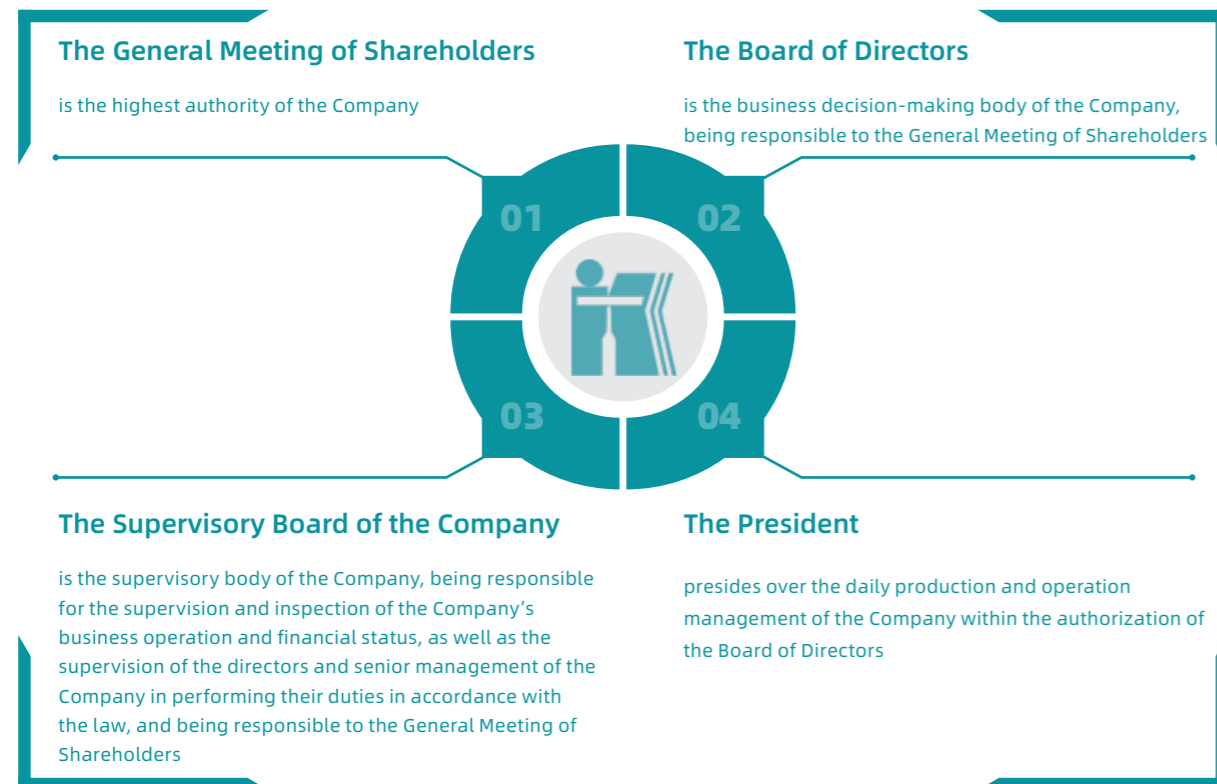 The General Meeting of Shareholders
is the highest authority of the Company
The Board of Directors
is the business decision-making body of the Company,
being responsible to the General Meeting of Shareholders
01
02
03
04
The Supervisory Board of the Company
is the supervisory body of the Company, being responsible
for the supervision and inspection of the Company’s
business operation and financial status, as well as the
supervision of the directors and senior management of the
Company in performing their duties in accordance with
the law, and being responsible to the General Meeting of
Shareholders
The President
presides over the daily production and operation
management of the Company within the authorization of
the Board of Directors